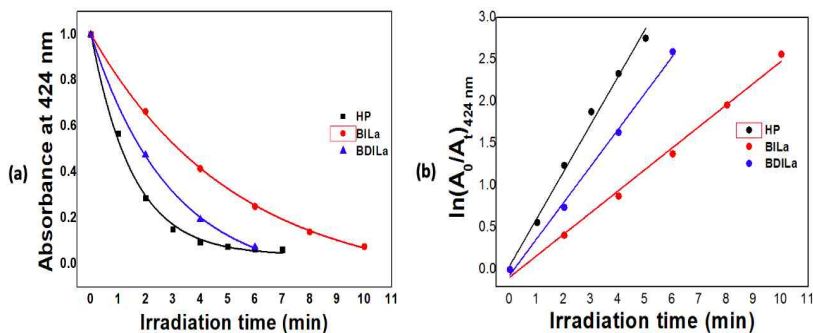 (a)
Absorbance at 424 nm
1.0
0.8
0.6
0.4
0.2
0.0
HP
BILa
BDILa
0 1 2 3 4 5 6 7 8 9 10 11
Irradiation time (min)
(b)
ln(A0/At)424 nm
3.0
2.5
2.0
1.5
1.0
0.5
0.0
HP
BILa
BDILa
0 1 2 3 4 5 6 7 8 9 10 11
Irradiation time (min)